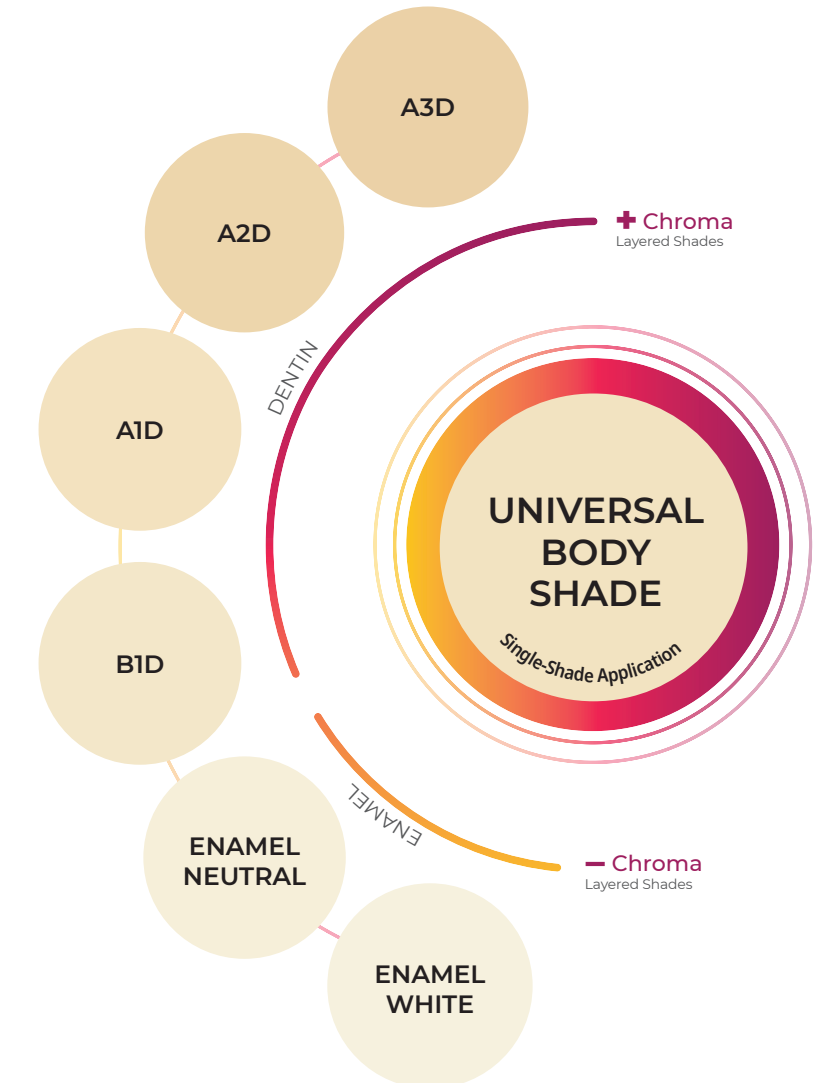 A3D
A2D
+ Chroma
Layered Shades
DENTIN
A1D
UNIVERSAL
BODY
SHADE
Single-Shade Application
B1D
ENAMEL
ENAMEL
NEUTRAL
− Chroma
Layered Shades
ENAMEL
WHITE